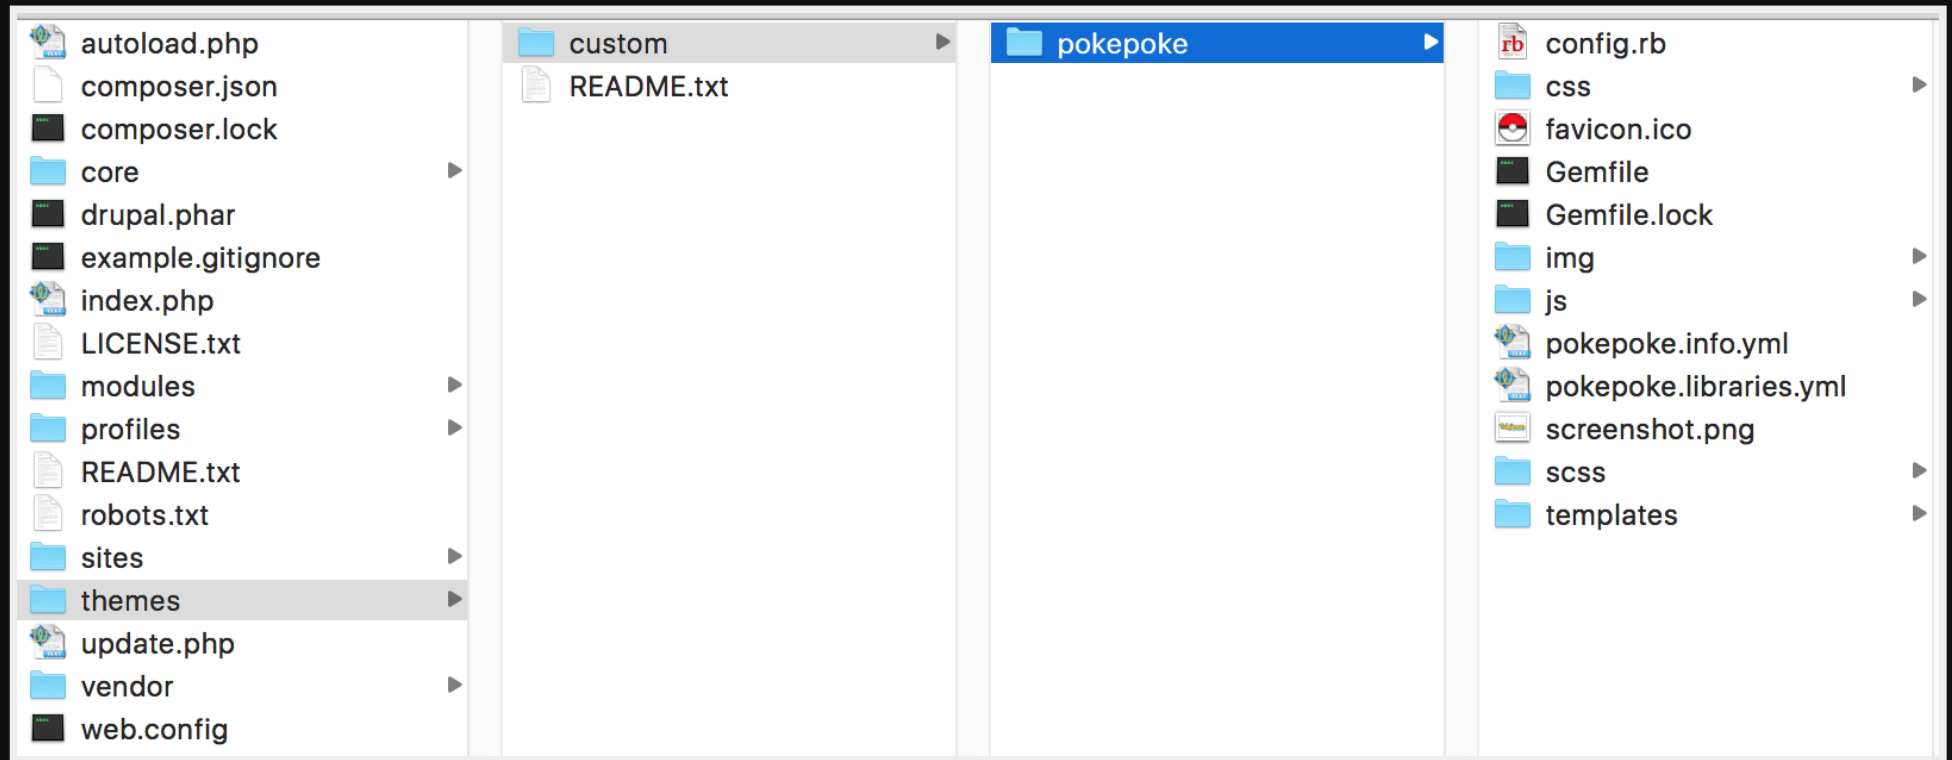 autoload.php
composer.json
composer.lock
core
drupal.phar
example.gitignore
index.php
LICENSE.txt
modules
profiles
README.txt
robots.txt
sites
themes
update.php
vendor
web.config
custom
README.txt
pokepoke
config.rb
css
favicon.ico
Gemfile
Gemfile.lock
img
js
pokepoke.info.yml
pokepoke.libraries.yml
screenshot.png
scss
templates